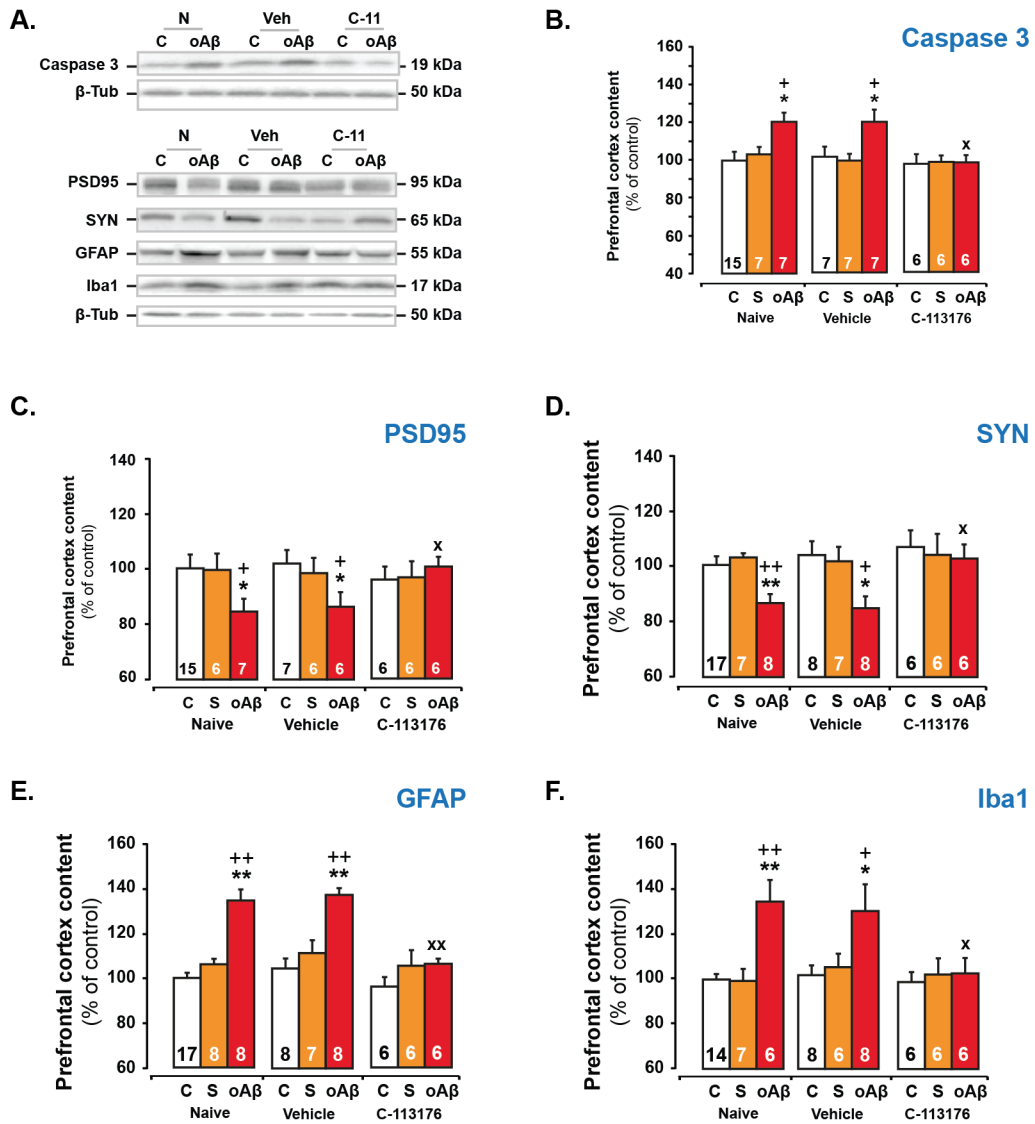 A.
N Veh C-11
C oAβ C oAβ C oAβ
Caspase 3 19 kDa
β-Tub 50 kDa
N Veh C-11
C oAβ C oAβ C oAβ
PSD95 95 kDa
SYN 65 kDa
GFAP 55 kDa
Iba1 17 kDa
β-Tub 50 kDa
B.
Caspase 3
Prefrontal cortex content
(% of control)
160
140
120
100
80
60
40
+ + x
* *
15 7 7 7 7 7 6 6 6
C S oAβ C S oAβ C S oAβ
Naive Vehicle C-113176
C.
PSD95
Prefrontal cortex content
(% of control)
140
120
100
80
60
+ + x
* *
15 6 7 7 6 6 6 6 6
C S oAβ C S oAβ C S oAβ
Naive Vehicle C-113176
D.
SYN
Prefrontal cortex content
(% of control)
140
120
100
80
60
++ + x
** *
17 7 8 8 7 8 6 6 6
C S oAβ C S oAβ C S oAβ
Naive Vehicle C-113176
E.
GFAP
Prefrontal cortex content
(% of control)
160
140
120
100
80
60
++ ++ xx
** **
17 8 8 8 7 8 6 6 6
C S oAβ C S oAβ C S oAβ
Naive Vehicle C-113176
F.
Iba1
Prefrontal cortex content
(% of control)
160
140
120
100
80
60
++ + x
** *
14 7 6 8 6 8 6 6 6
C S oAβ C S oAβ C S oAβ
Naive Vehicle C-113176